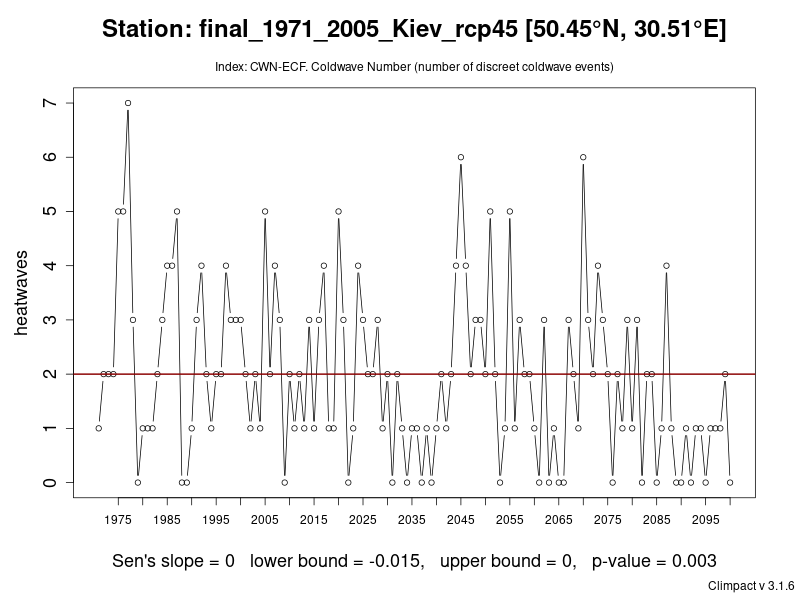 Station: final_1971_2005_Kiev_rcp45 [50.45°N, 30.51°E]
Index: CWN-ECF. Coldwave Number (number of discreet coldwave events)
heatwaves
7
6
5
4
3
2
1
0
1975 1985 1995 2005 2015 2025 2035 2045 2055 2065 2075 2085 2095
Sen's slope = 0 lower bound = -0.015, upper bound = 0, p-value = 0.003
Climpact v 3.1.6